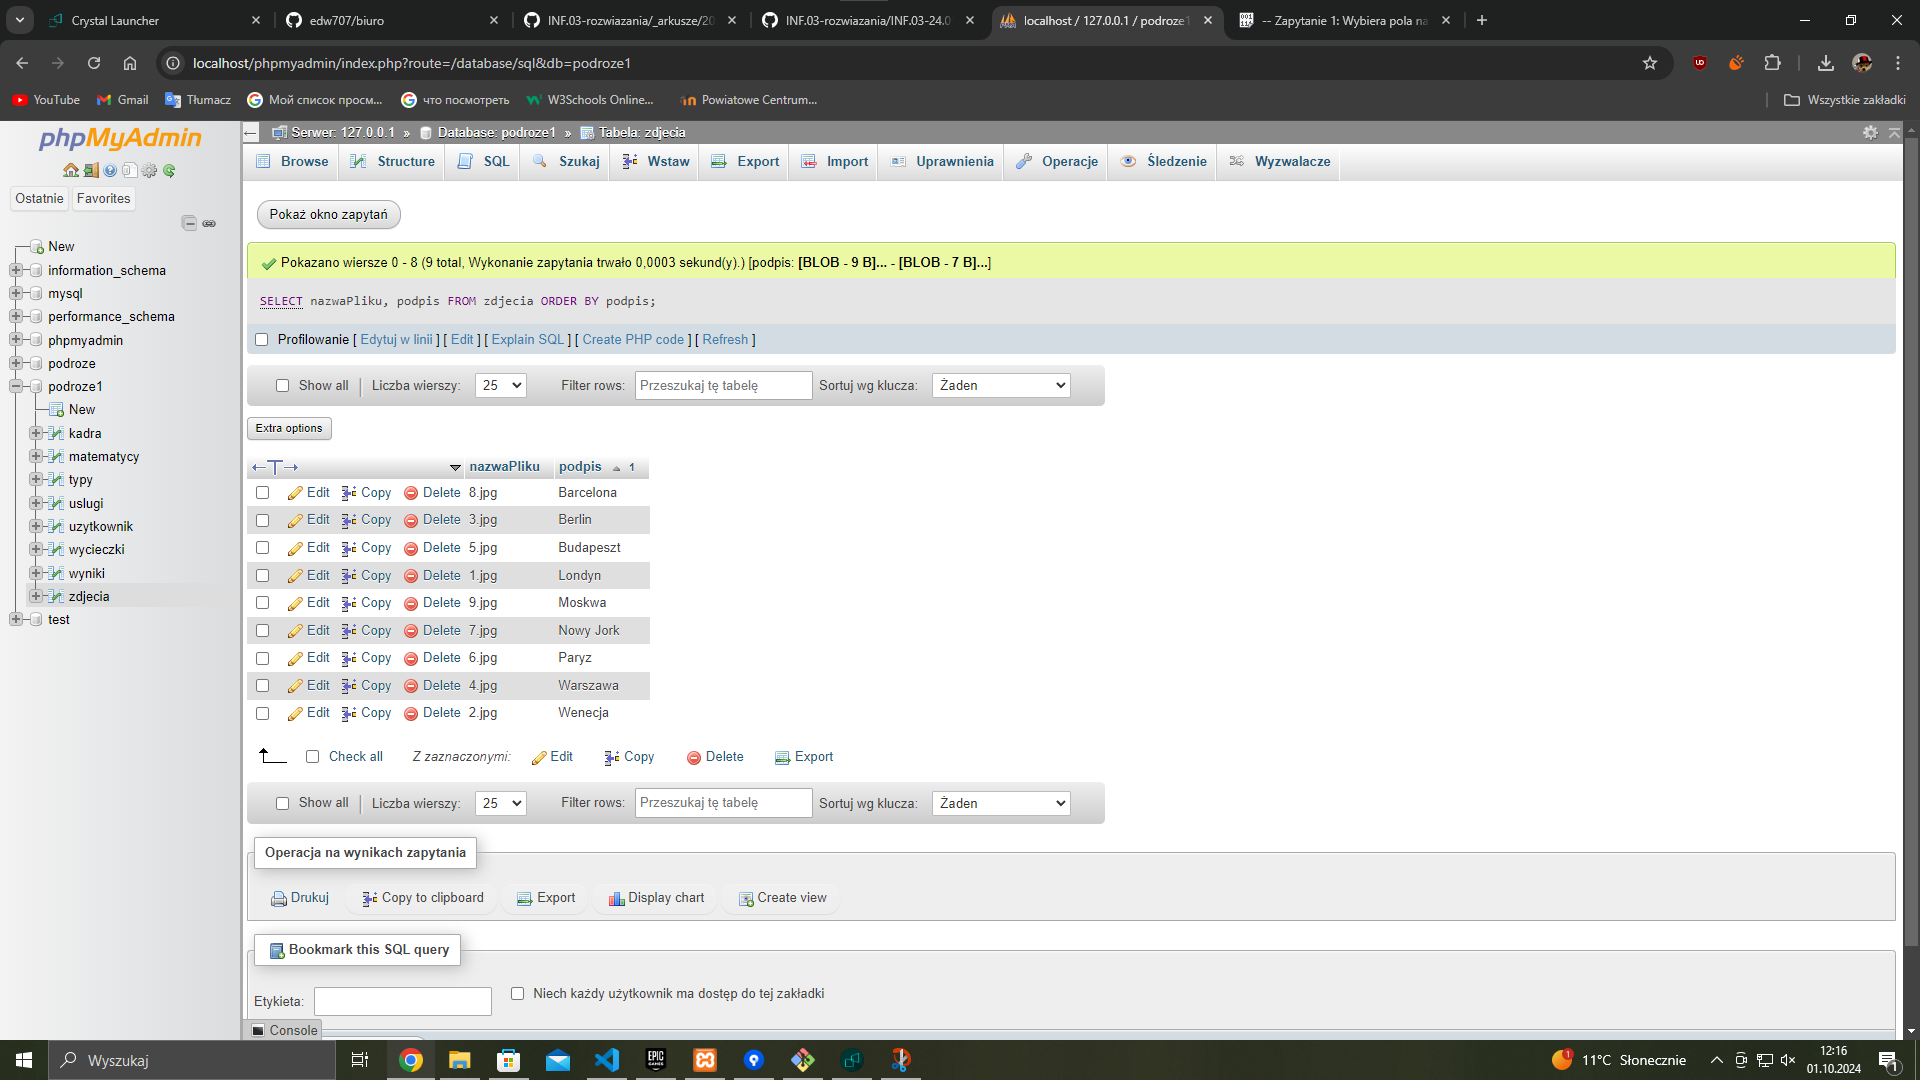 Crystal Launcher
edw707/biuro
INF.03-rozwiazania/_arkusze/20
INF.03-rozwiazania/INF.03-24.0
localhost / 127.0.0.1 / podroze1
-- Zapytanie 1: Wybiera pola na
localhost/phpmyadmin/index.php?route=/database/sql&db=podroze1
YouTube
Gmail
Tłumacz
Мой список просм...
что посмотреть
W3Schools Online...
Powiatowe Centrum...
Wszystkie zakładki
phpMyAdmin
Ostatnie
Favorites
New
information_schema
mysql
performance_schema
phpmyadmin
podroze
podroze1
New
kadra
matematycy
typy
uslugi
uzytkownik
wycieczki
wyniki
zdjecia
test
Serwer: 127.0.0.1 » Database: podroze1 » Tabela: zdjecia
Browse Structure SQL Szukaj Wstaw Export Import Uprawnienia Operacje Śledzenie Wyzwalacze
Pokaż okno zapytań
Pokazano wiersze 0 - 8 (9 total, Wykonanie zapytania trwało 0,0003 sekund(y).) [podpis: [BLOB - 9 B]... - [BLOB - 7 B]...]
SELECT nazwaPliku, podpis FROM zdjecia ORDER BY podpis;
Profilowanie [ Edytuj w linii ] [ Edit ] [ Explain SQL ] [ Create PHP code ] [ Refresh ]
Show all Liczba wierszy: 25 Filter rows: Przeszukaj tę tabelę Sortuj wg klucza: Żaden
Extra options
←T→ nazwaPliku podpis 1
Edit Copy Delete 8.jpg Barcelona
Edit Copy Delete 3.jpg Berlin
Edit Copy Delete 5.jpg Budapeszt
Edit Copy Delete 1.jpg Londyn
Edit Copy Delete 9.jpg Moskwa
Edit Copy Delete 7.jpg Nowy Jork
Edit Copy Delete 6.jpg Paryz
Edit Copy Delete 4.jpg Warszawa
Edit Copy Delete 2.jpg Wenecja
Check all Z zaznaczonymi: Edit Copy Delete Export
Show all Liczba wierszy: 25 Filter rows: Przeszukaj tę tabelę Sortuj wg klucza: Żaden
Operacja na wynikach zapytania
Drukuj Copy to clipboard Export Display chart Create view
Bookmark this SQL query
Etykieta: Niech każdy użytkownik ma dostęp do tej zakładki
Console
Wyszukaj
EPIC GAMES
1
11°C Słonecznie
12:16
01.10.2024
1